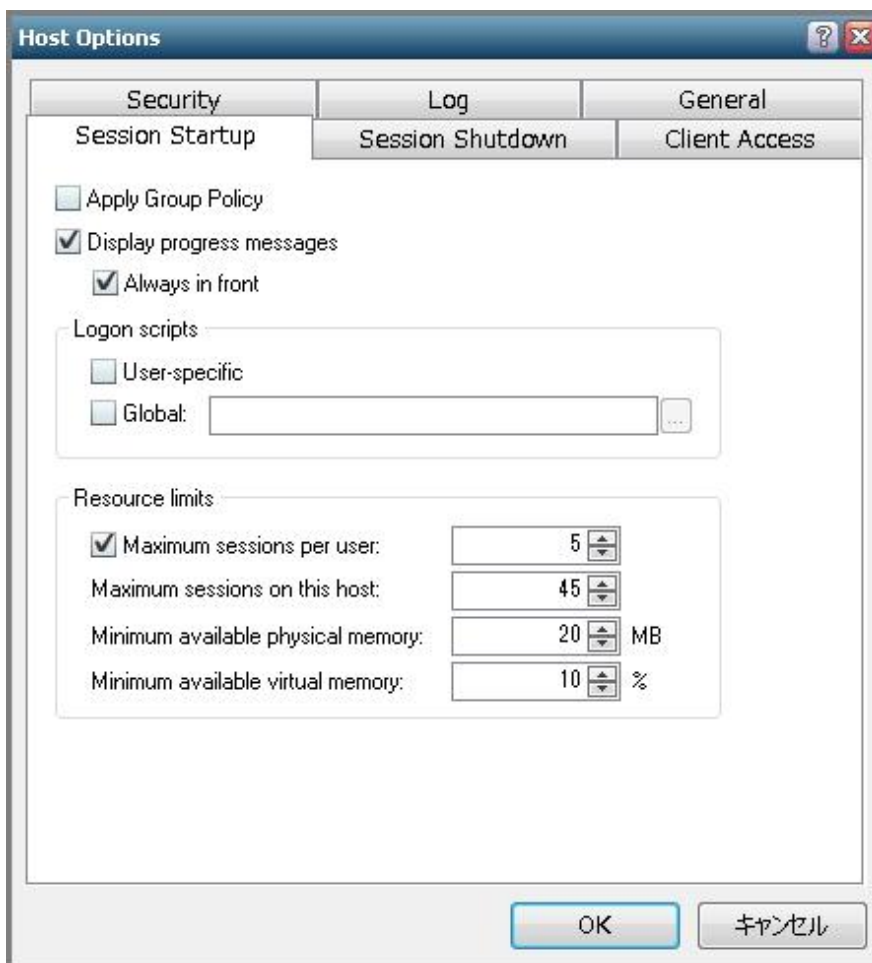 Host Options
Security Log General
Session Startup Session Shutdown Client Access
Apply Group Policy
Display progress messages
Always in front
Logon scripts
User-specific
Global: ...
Resource limits
Maximum sessions per user: 5
Maximum sessions on this host: 45
Minimum available physical memory: 20 MB
Minimum available virtual memory: 10 %
OK キャンセル